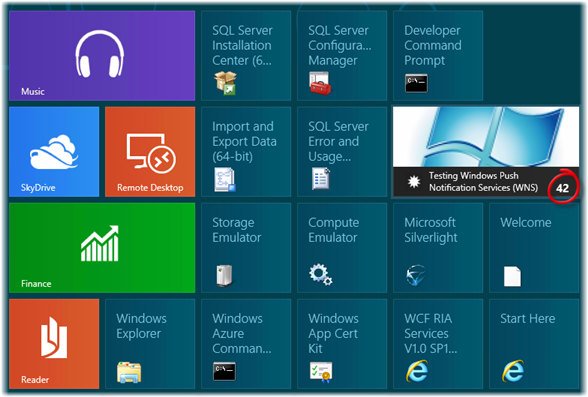 Music
SQL Server
Installation
Center (6...
SQL Server
Configura...
Manager
Developer
Command
Prompt
SkyDrive
Remote Desktop
Import and
Export Data
(64-bit)
SQL Server
Error and
Usage...
Testing Windows Push
Notification Services (WNS)
42
Finance
Storage
Emulator
Compute
Emulator
Microsoft
Silverlight
Welcome
Reader
Windows
Explorer
Windows
Azure
Comman...
Windows
App Cert
Kit
WCF RIA
Services
V1.0 SP1...
Start Here